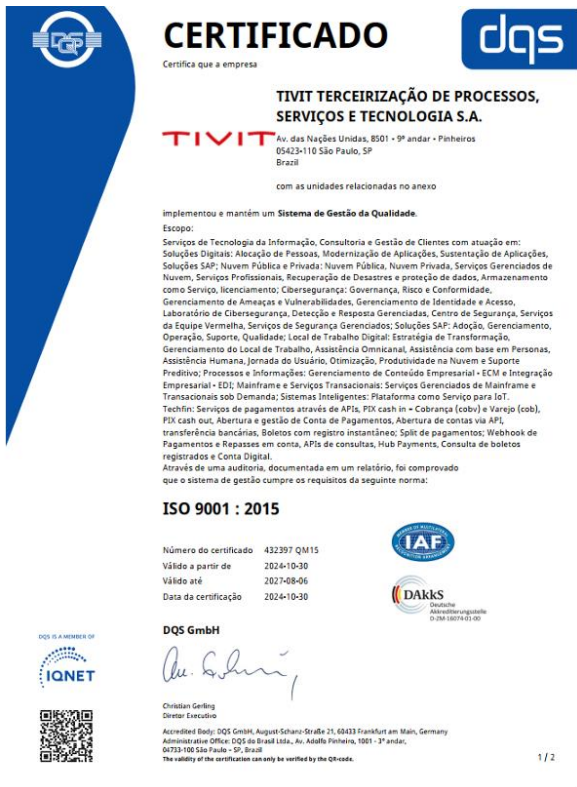 DQS
CERTIFICADO
dqs
Certifica que a empresa
TIVIT TERCEIRIZAÇÃO DE PROCESSOS,
SERVIÇOS E TECNOLOGIA S.A.
TIVIT
Av. das Nações Unidas, 8501 • 9º andar • Pinheiros
05423-110 São Paulo, SP
Brazil
com as unidades relacionadas no anexo
implementou e mantém um Sistema de Gestão da Qualidade.
Escopo:
Serviços de Tecnologia da Informação, Consultoria e Gestão de Clientes com atuação em:
Soluções Digitais: Alocação de Pessoas, Modernização de Aplicações, Sustentação de Aplicações,
Soluções SAP; Nuvem Pública e Privada: Nuvem Pública, Nuvem Privada, Serviços Gerenciados de
Nuvem, Serviços Profissionais, Recuperação de Desastres e proteção de dados, Armazenamento
como Serviço, licenciamento; Cibersegurança: Governança, Risco e Conformidade,
Gerenciamento de Ameaças e Vulnerabilidades, Gerenciamento de Identidade e Acesso,
Laboratório de Cibersegurança, Detecção e Resposta Gerenciadas, Centro de Segurança, Serviços
da Equipe Vermelha, Serviços de Segurança Gerenciados; Soluções SAP: Adoção, Gerenciamento,
Operação, Suporte, Qualidade; Local de Trabalho Digital: Estratégia de Transformação,
Gerenciamento do Local de Trabalho, Assistência Omnicanal, Assistência com base em Personas,
Assistência Humana, Jornada do Usuário, Otimização, Produtividade na Nuvem e Suporte
Preditivo; Processos e Informações: Gerenciamento de Conteúdo Empresarial - ECM e Integração
Empresarial - EDI; Mainframe e Serviços Transacionais: Serviços Gerenciados de Mainframe e
Transacionais sob Demanda; Sistemas Inteligentes: Plataforma como Serviço para IoT.
Techfin: Serviços de pagamentos através de APIs, PIX cash in - Cobrança (cobv) e Varejo (cob),
PIX cash out, Abertura e gestão de Conta de Pagamentos, Abertura de contas via API,
transferência bancárias, Boletos com registro instantâneo; Split de pagamentos; Webhook de
Pagamentos e Repasses em conta, APIs de consultas, Hub Payments, Consulta de boletos
registrados e Conta Digital.
Através de uma auditoria, documentada em um relatório, foi comprovado
que o sistema de gestão cumpre os requisitos da seguinte norma:
ISO 9001 : 2015
Número do certificado 432397 QM15
Válido a partir de 2024-10-30
Válido até 2027-08-06
Data da certificação 2024-10-30
IAF
DAkkS
Deutsche
Akkreditierungsstelle
D-ZM-16074-01-00
DQS IS A MEMBER OF
IQNET
DQS GmbH
Christian Gerling
Diretor Executivo
Accredited Body: DQS GmbH, August-Schanz-Straße 21, 60433 Frankfurt am Main, Germany
Administrative Office: DQS do Brasil Ltda., Av. Adolfo Pinheiro, 1001 - 3º andar,
04733-100 São Paulo – SP, Brazil
The validity of the certification can only be verified by the QR-code.
1 / 2